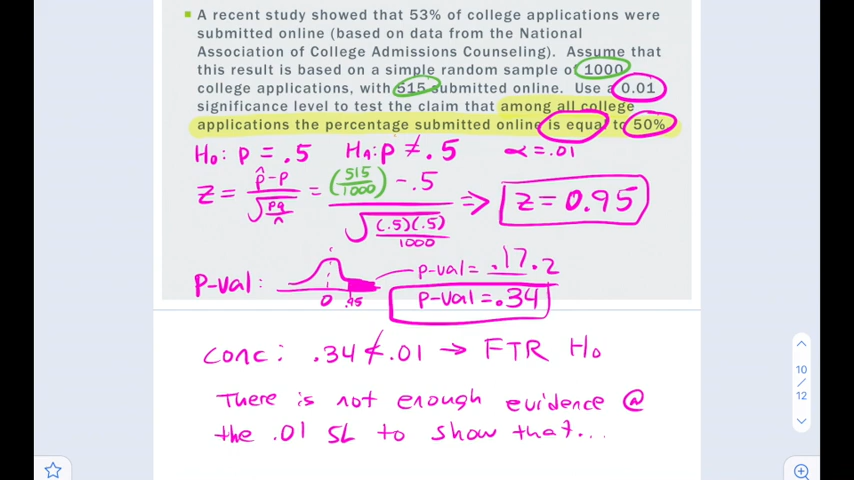 ▪ A recent study showed that 53% of college applications were
submitted online (based on data from the National
Association of College Admissions Counseling). Assume that
this result is based on a simple random sample of 1000
college applications, with 515 submitted online. Use a 0.01
significance level to test the claim that among all college
applications the percentage submitted online is equal to 50%
H₀: p = .5 H_A: p ≠ .5 α = .01
z = (p̂ - p) / √(pq/n) = ((515/1000) - .5) / √((.5)(.5)/1000) => z = 0.95
P-val: p-val = .17 · 2
0 .95 p-val = .34
conc: .34 ≮ .01 → FTR H₀
There is not enough evidence @
the .01 SL to show that...
10
/
12